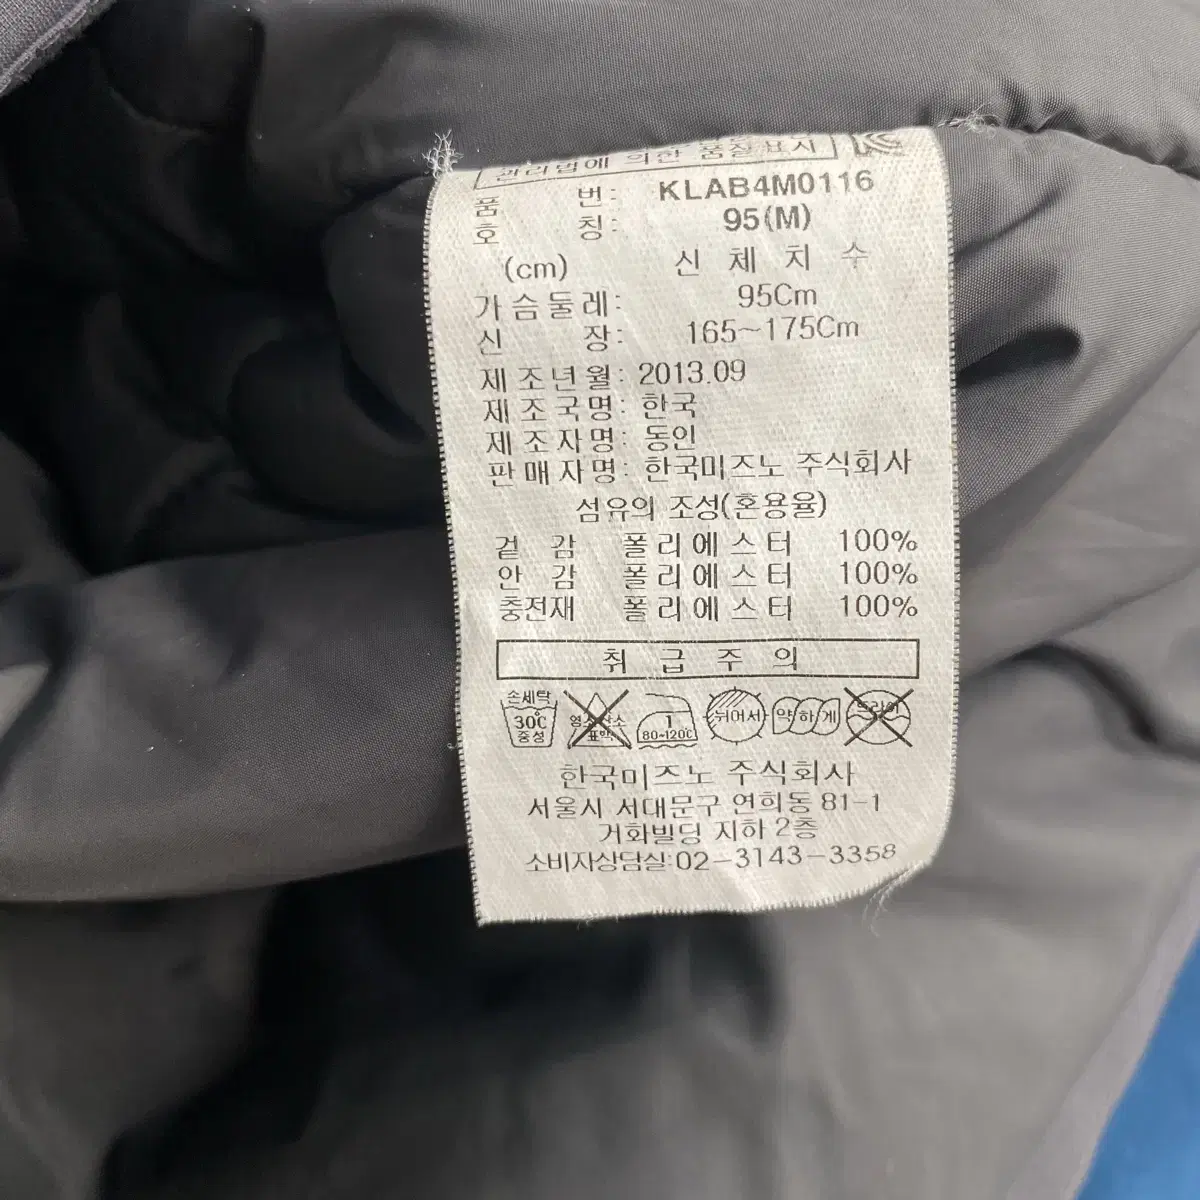 관리법에 의한 품질표시
품 번: KLAB4M0116
호 칭: 95(M)
(cm) 신 체 치 수
가슴둘레: 95Cm
신 장: 165~175Cm
제 조년월: 2013.09
제 조국명: 한국
제 조자명: 동인
판매자명: 한국미즈노 주식회사
섬유의 조성(혼용율)
겉 감 폴리에스터 100%
안 감 폴리에스터 100%
충전재 폴리에스터 100%
취 급 주 의
손세탁 30℃ 중성 염소 표백 1 80~120℃ 뉘어서 약하게 드라이
한국미즈노 주식회사
서울시 서대문구 연희동 81-1
거화빌딩 지하 2층
소비자상담실:02-3143-3358